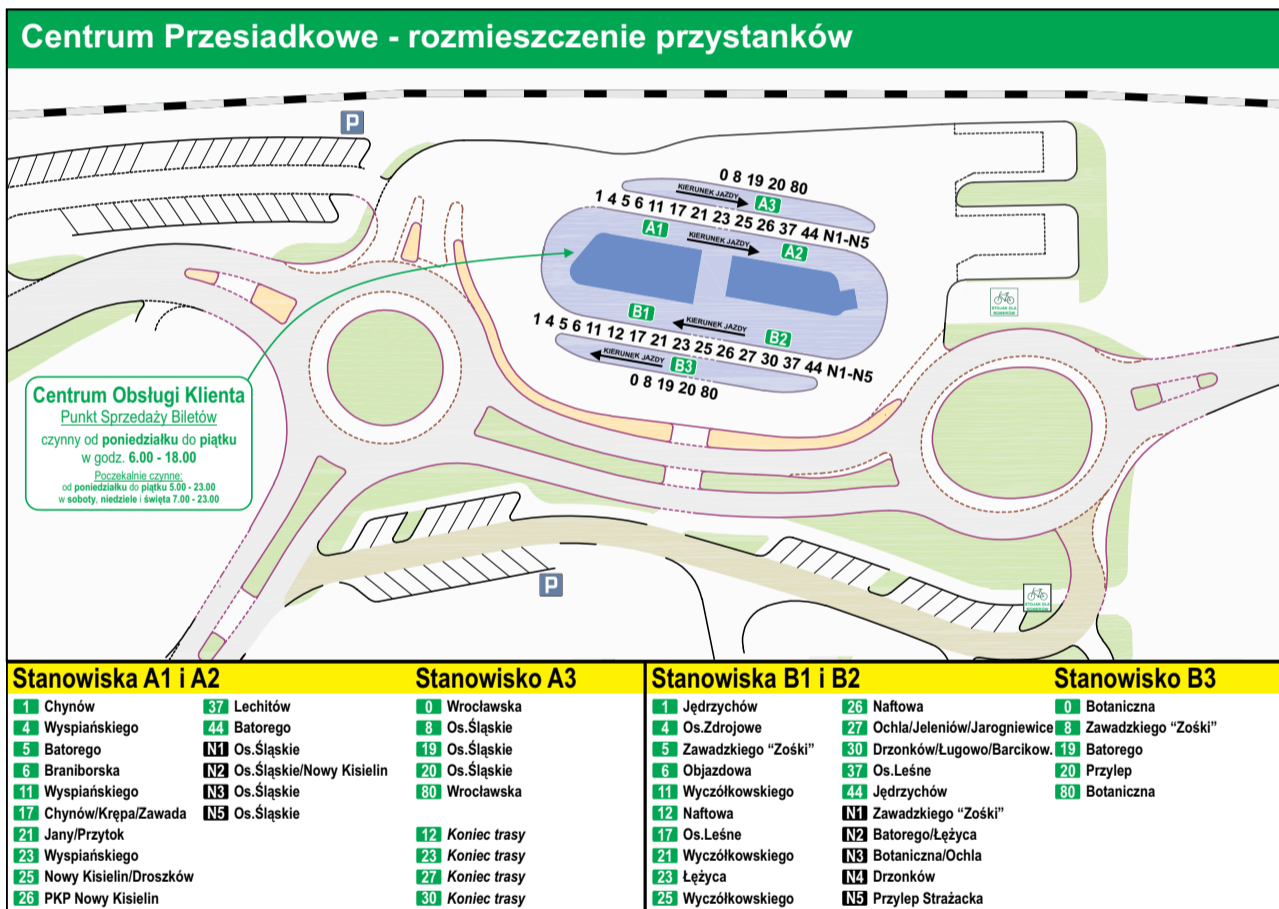 Centrum Przesiadkowe - rozmieszczenie przystanków
P
0 8 19 20 80
KIERUNEK JAZDY
A3
1 4 5 6 11 17 21 23 25 26 37 44 N1-N5
A1
KIERUNEK JAZDY
A2
B1
KIERUNEK JAZDY
B2
1 4 5 6 11 12 17 21 23 25 26 27 30 37 44 N1-N5
KIERUNEK JAZDY
B3
0 8 19 20 80
STOJAK DLA
ROWERÓW
Centrum Obsługi Klienta
Punkt Sprzedaży Biletów
czynny od poniedziałku do piątku
w godz. 6.00 - 18.00
Poczekalnie czynne:
od poniedziałku do piątku 5.00 - 23.00
w soboty, niedziele i święta 7.00 - 23.00
P
STOJAK DLA
ROWERÓW
Stanowiska A1 i A2
1 Chynów
4 Wyspiańskiego
5 Batorego
6 Braniborska
11 Wyspiańskiego
17 Chynów/Krępa/Zawada
21 Jany/Przytok
23 Wyspiańskiego
25 Nowy Kisielin/Droszków
26 PKP Nowy Kisielin
37 Lechitów
44 Batorego
N1 Os.Śląskie
N2 Os.Śląskie/Nowy Kisielin
N3 Os.Śląskie
N5 Os.Śląskie
Stanowisko A3
0 Wrocławska
8 Os.Śląskie
19 Os.Śląskie
20 Os.Śląskie
80 Wrocławska
12 Koniec trasy
23 Koniec trasy
27 Koniec trasy
30 Koniec trasy
Stanowiska B1 i B2
1 Jędrzychów
4 Os.Zdrojowe
5 Zawadzkiego “Zośki”
6 Objazdowa
11 Wyczółkowskiego
12 Naftowa
17 Os.Leśne
21 Wyczółkowskiego
23 Łężyca
25 Wyczółkowskiego
26 Naftowa
27 Ochla/Jeleniów/Jarogniewice
30 Drzonków/Ługowo/Barcikow.
37 Os.Leśne
44 Jędrzychów
N1 Zawadzkiego “Zośki”
N2 Batorego/Łężyca
N3 Botaniczna/Ochla
N4 Drzonków
N5 Przylep Strażacka
Stanowisko B3
0 Botaniczna
8 Zawadzkiego “Zośki”
19 Batorego
20 Przylep
80 Botaniczna